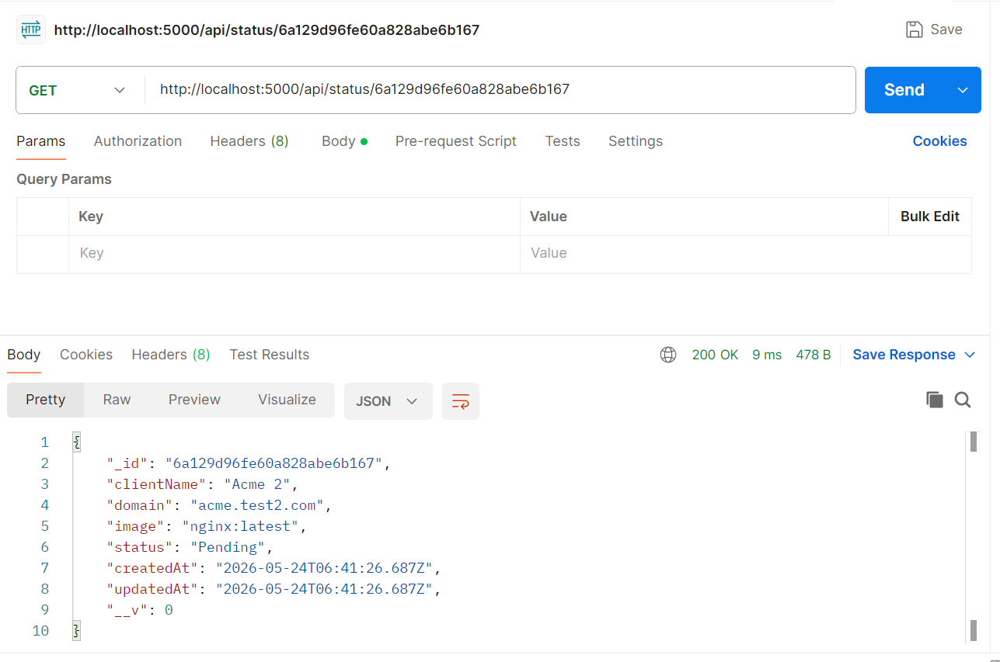 HTTP http://localhost:5000/api/status/6a129d96fe60a828abe6b167 Save
GET http://localhost:5000/api/status/6a129d96fe60a828abe6b167 Send
Params Authorization Headers (8) Body Pre-request Script Tests Settings Cookies
Query Params
Key Value Bulk Edit
Key Value
Body Cookies Headers (8) Test Results 200 OK 9 ms 478 B Save Response
Pretty Raw Preview Visualize JSON
1 {
2 "_id": "6a129d96fe60a828abe6b167",
3 "clientName": "Acme 2",
4 "domain": "acme.test2.com",
5 "image": "nginx:latest",
6 "status": "Pending",
7 "createdAt": "2026-05-24T06:41:26.687Z",
8 "updatedAt": "2026-05-24T06:41:26.687Z",
9 "__v": 0
10 }